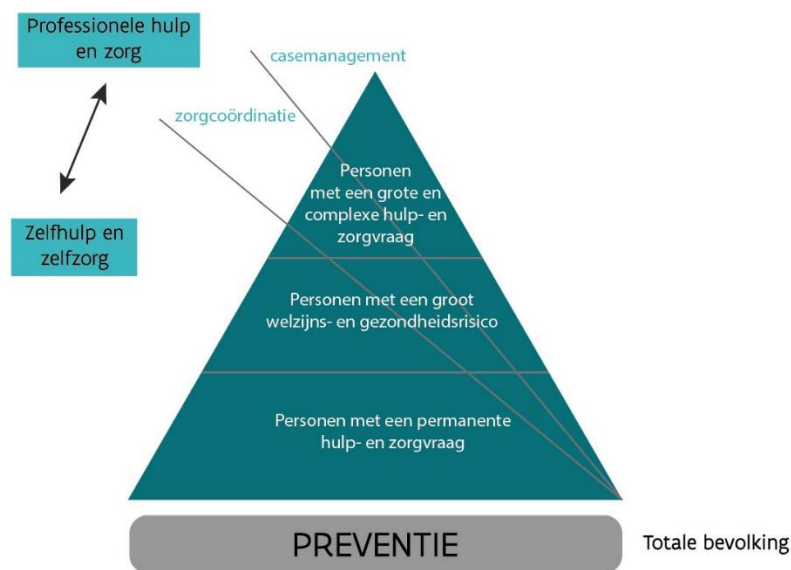 Professionele hulp
en zorg
casemanagement
zorgcoördinatie
Zelfhulp en
zelfzorg
Personen
met een grote en
complexe hulp- en
zorgvraag
Personen met een groot
welzijns- en gezondheidsrisico
Personen met een permanente
hulp- en zorgvraag
PREVENTIE
Totale bevolking